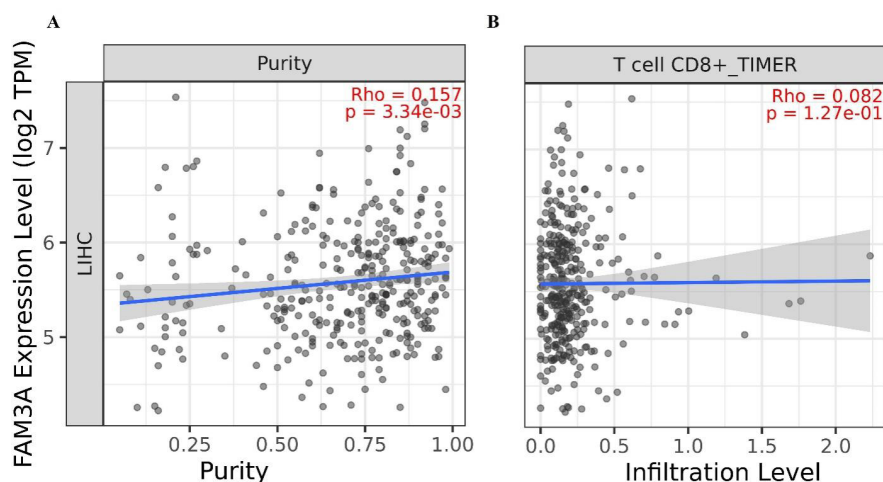 A
B
Purity
T cell CD8+_TIMER
FAM3A Expression Level (log2 TPM)
LIHC
Rho = 0.157
p = 3.34e-03
Rho = 0.082
p = 1.27e-01
7
6
5
0.25
0.50
0.75
1.00
0.0
0.5
1.0
1.5
2.0
Purity
Infiltration Level